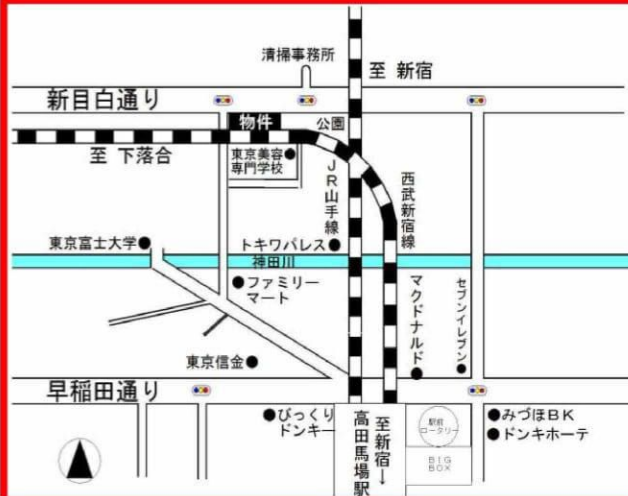 清掃事務所
至 新宿
新目白通り
物件
公園
至 下落合
東京美容
専門学校
JR山手線
西武新宿線
東京富士大学
トキワパレス
神田川
ファミリー
マート
マクドナルド
セブンイレブン
東京信金
早稲田通り
びっくり
ドンキー
高田馬場駅
至新宿↓
駅前
ロータリー
BIG
BOX
みづほBK
ドンキホーテ